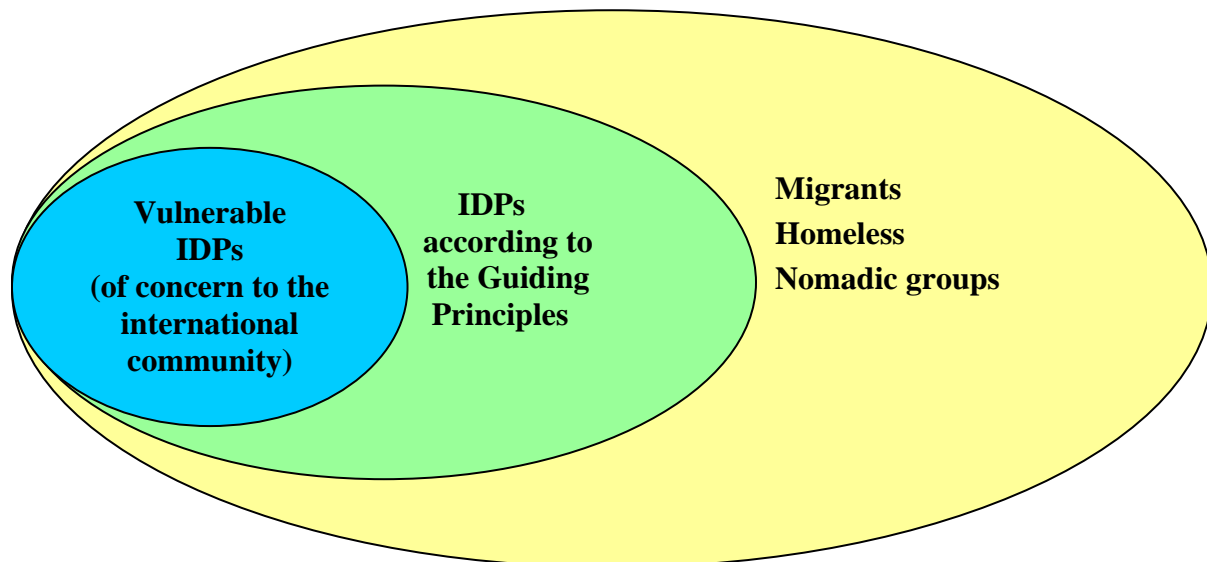 Vulnerable
IDPs
(of concern to the
international
community)
IDPs
according to
the Guiding
Principles
Migrants
Homeless
Nomadic groups